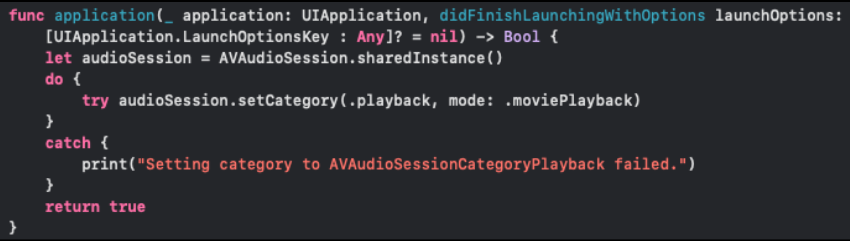 func application(_ application: UIApplication, didFinishLaunchingWithOptions launchOptions:
    [UIApplication.LaunchOptionsKey : Any]? = nil) -> Bool {
    let audioSession = AVAudioSession.sharedInstance()
    do {
        try audioSession.setCategory(.playback, mode: .moviePlayback)
    }
    catch {
        print("Setting category to AVAudioSessionCategoryPlayback failed.")
    }
    return true
}